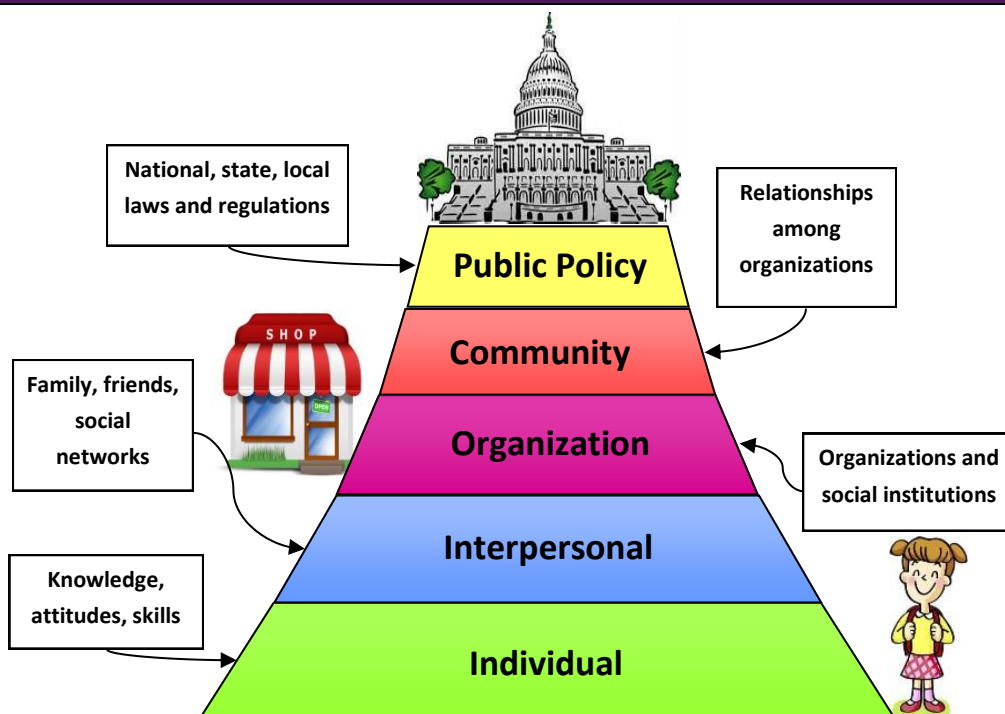 National, state, local
laws and regulations
Relationships
among
organizations
Public Policy
SHOP
Community
Family, friends,
social
networks
OPEN
Organization
Organizations and
social institutions
Interpersonal
Knowledge,
attitudes, skills
Individual